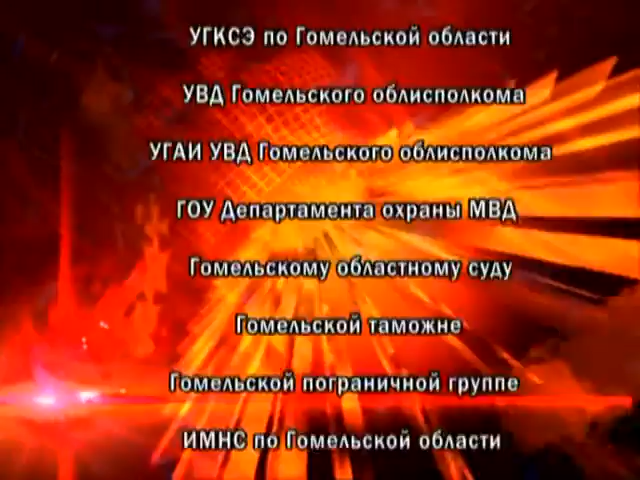 УГКСЭ по Гомельской области
УВД Гомельского облисполкома
УГАИ УВД Гомельского облисполкома
ГОУ Департамента охраны МВД
Гомельскому областному суду
Гомельской таможне
Гомельской пограничной группе
ИМНС по Гомельской области